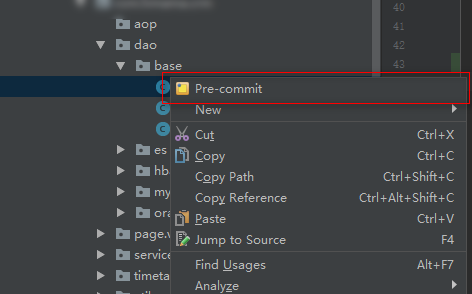 aop
dao
base
Pre-commit
New
Cut Ctrl+X
Copy Ctrl+C
Copy Path Ctrl+Shift+C
Copy Reference Ctrl+Alt+Shift+C
Paste Ctrl+V
Jump to Source F4
Find Usages Alt+F7
Analyze
es
hb
my
ora
page.v
service
timeta
40
41
42
43